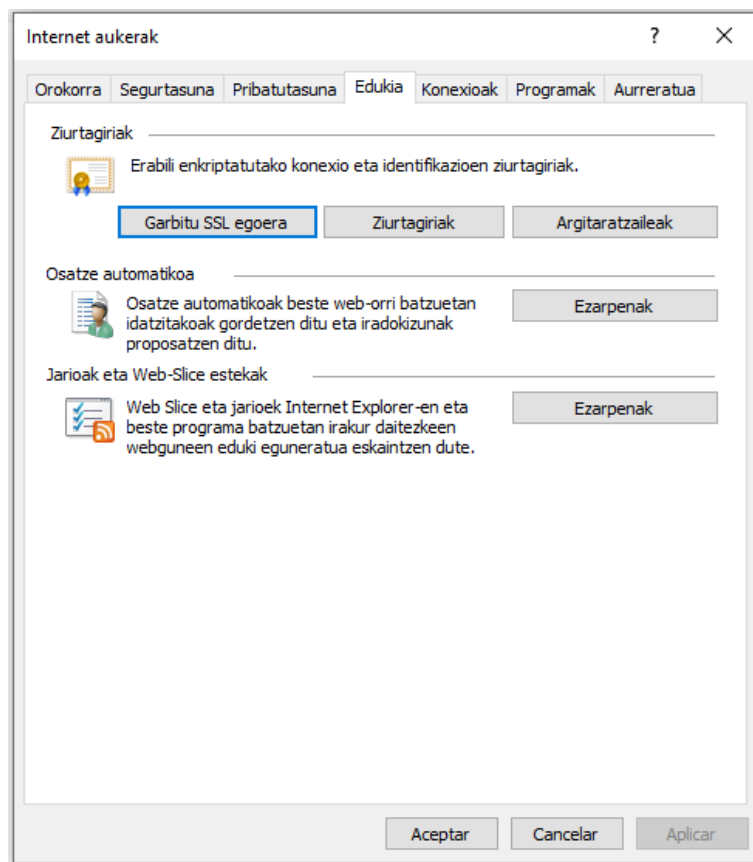 Internet aukerak
Orokorra Segurtasuna Pribatutasuna Edukia Konexioak Programak Aurreratua
Ziurtagiriak
Erabili enkriptatutako konexio eta identifikazioen ziurtagiriak.
Garbitu SSL egoera Ziurtagiriak Argitaratzaileak
Osatze automatikoa
Osatze automatikoak beste web-orri batzuetan
idatzitakoak gordetzen ditu eta iradokizunak
proposatzen ditu.
Ezarpenak
Jarioak eta Web-Slice estekak
Web Slice eta jarioek Internet Explorer-en eta
beste programa batzuetan irakur daitezkeen
webguneen eduki eguneratua eskaintzen dute.
Ezarpenak
Aceptar Cancelar Aplicar